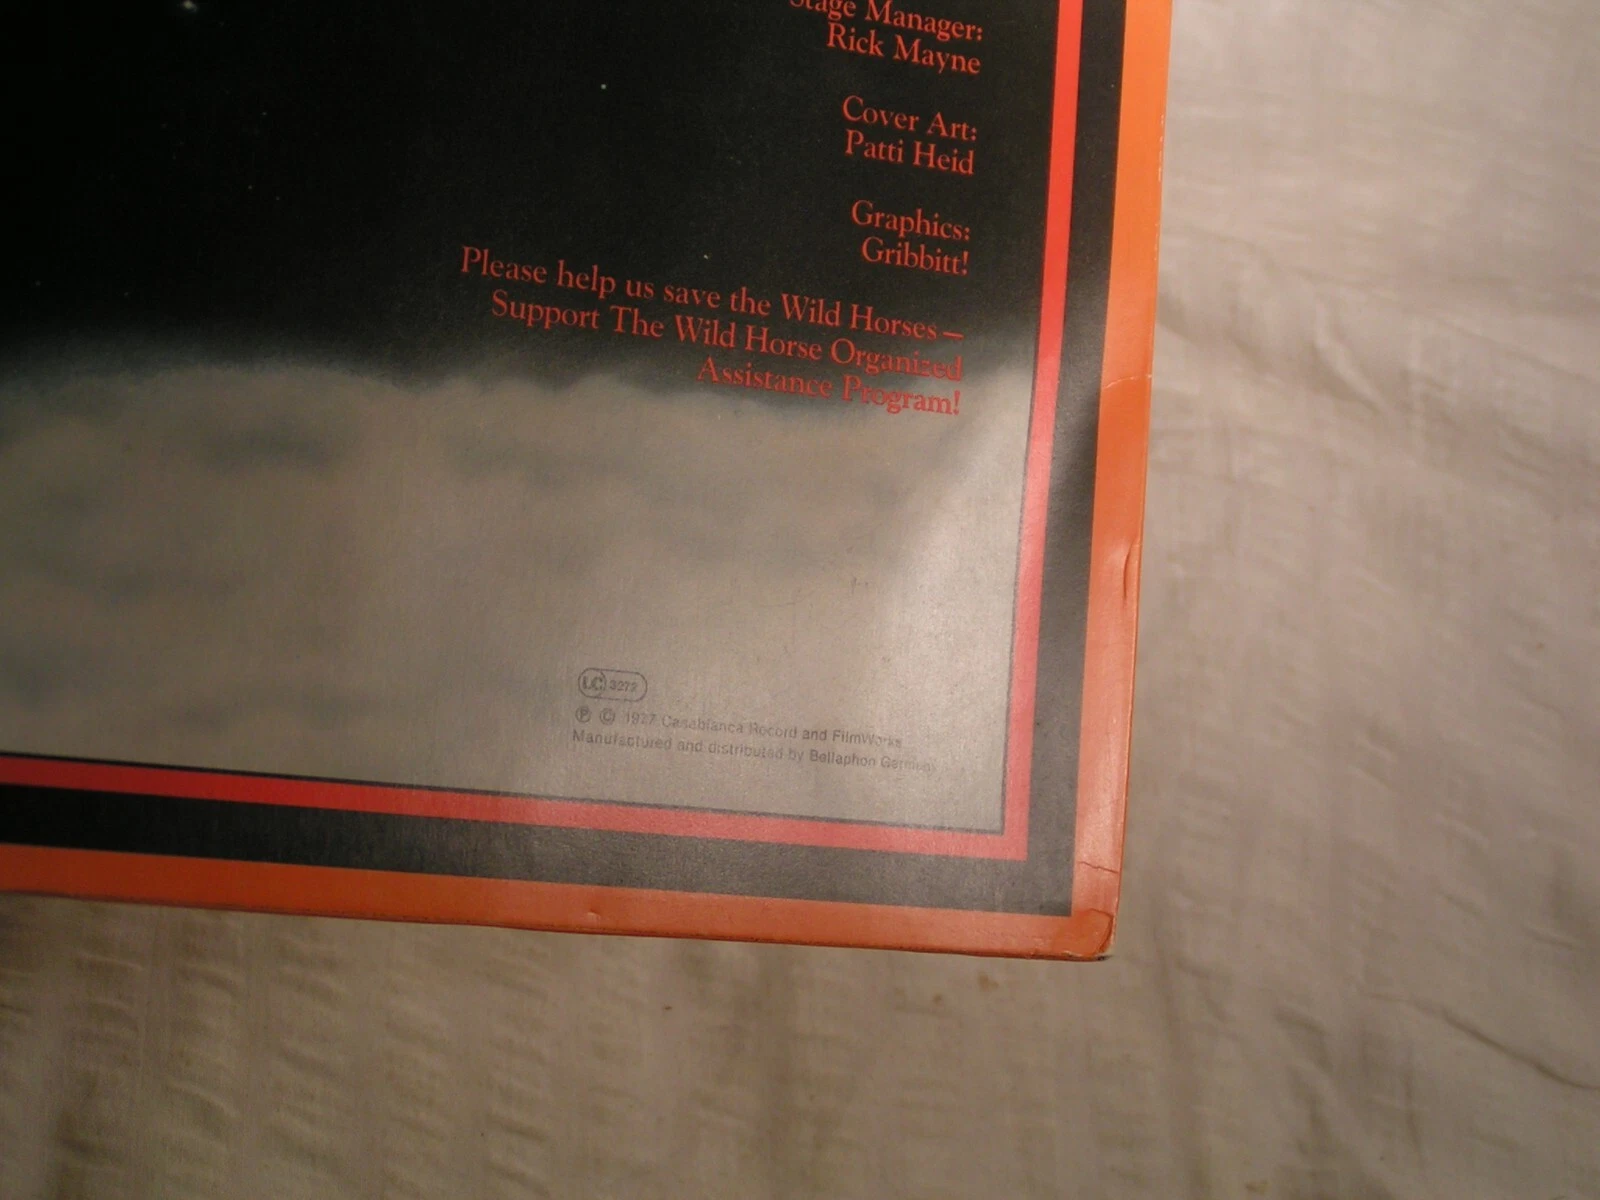 Stage Manager:
Rick Mayne
Cover Art:
Patti Heid
Graphics:
Gribbitt!
Please help us save the Wild Horses—
Support The Wild Horse Organized
Assistance Program!
LC 3272
℗ © 1977 Casablanca Record and FilmWorks
Manufactured and distributed by Bellaphon Germany